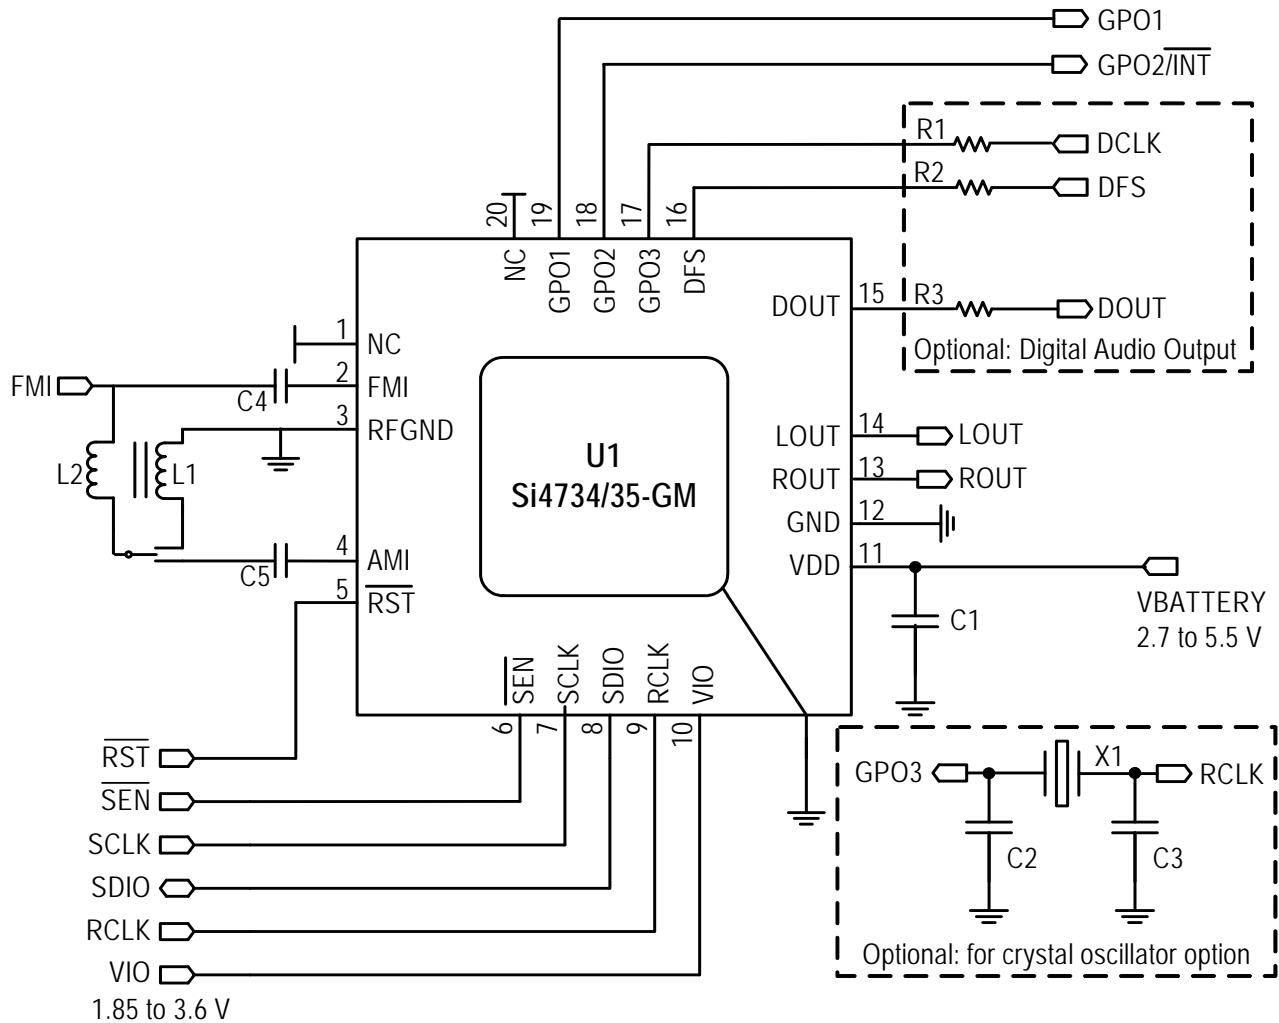 GPO1
GPO2/INT
R1
DCLK
R2
DFS
20
19
18
17
16
NC
GPO1
GPO2
GPO3
DFS
DOUT
15
R3
DOUT
Optional: Digital Audio Output
1
NC
FMI
C4
2
FMI
3
RFGND
L2
L1
U1
Si4734/35-GM
LOUT
14
LOUT
ROUT
13
ROUT
GND
12
VDD
11
C5
4
AMI
5
RST
VBATTERY
2.7 to 5.5 V
C1
SEN
SCLK
SDIO
RCLK
VIO
6
7
8
9
10
RST
SEN
SCLK
SDIO
RCLK
VIO
1.85 to 3.6 V
GPO3
X1
RCLK
C2
C3
Optional: for crystal oscillator option